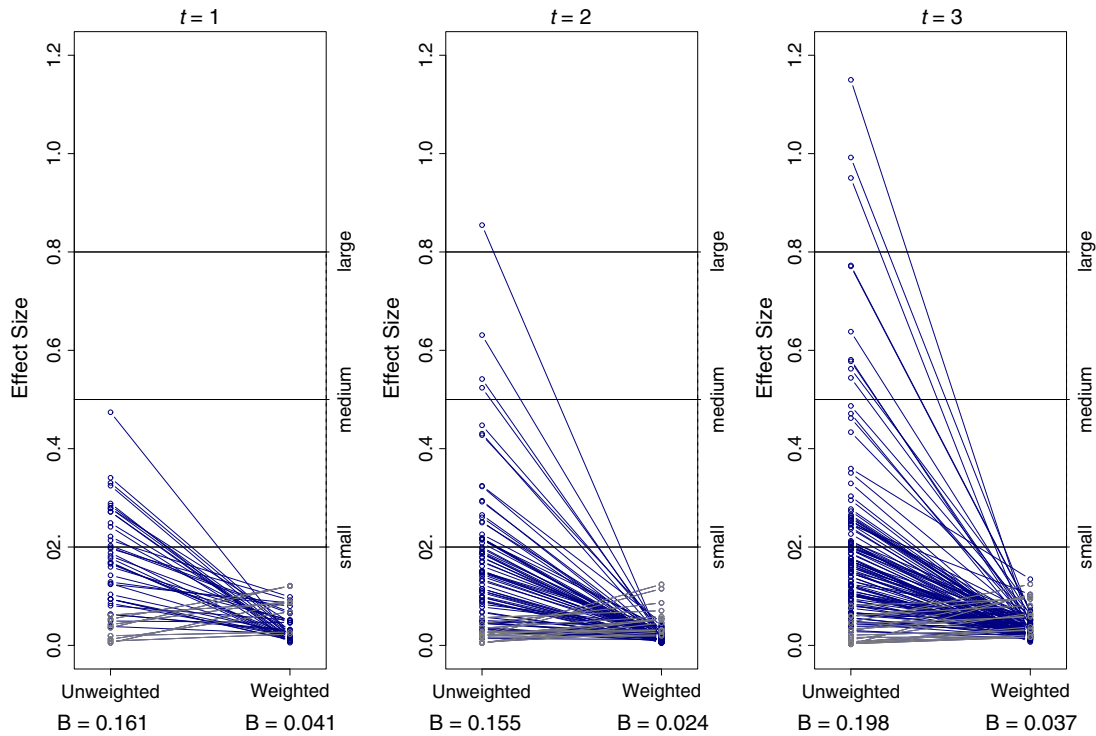 t = 1
t = 2
t = 3
Effect Size
0.0
0.2
0.4
0.6
0.8
1.0
1.2
small
medium
large
Unweighted
Weighted
B = 0.161
B = 0.041
Effect Size
0.0
0.2
0.4
0.6
0.8
1.0
1.2
small
medium
large
Unweighted
Weighted
B = 0.155
B = 0.024
Effect Size
0.0
0.2
0.4
0.6
0.8
1.0
1.2
small
medium
large
Unweighted
Weighted
B = 0.198
B = 0.037